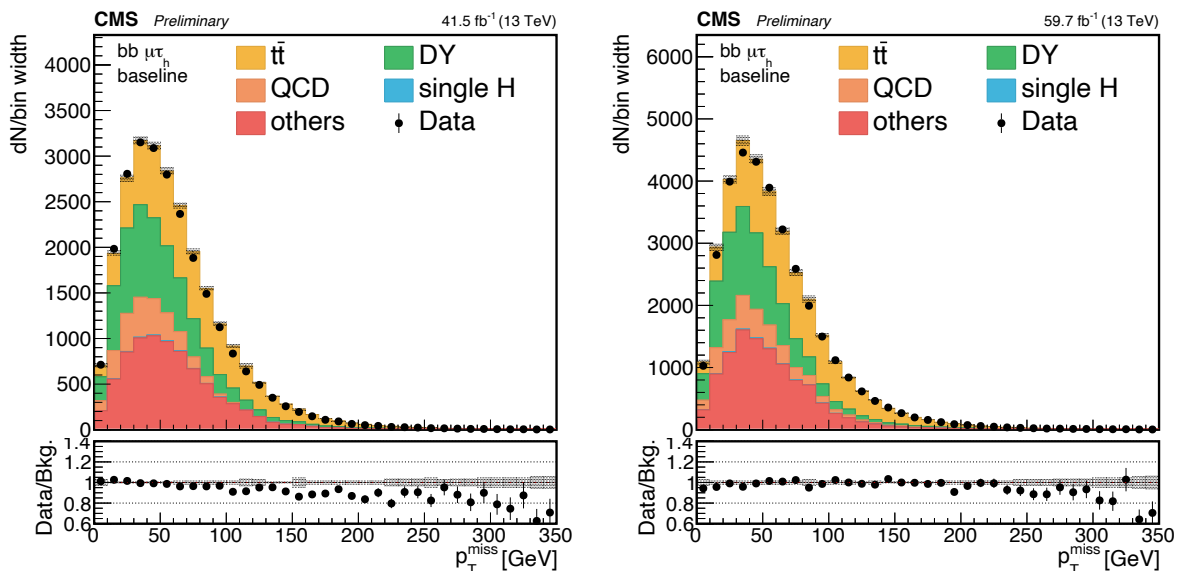 CMS Preliminary 41.5 fb⁻¹ (13 TeV)
dN/bin width
4000
3500
3000
2500
2000
1500
1000
500
0
bb μτh
baseline
tt̄
DY
QCD
single H
others
Data
Data/Bkg.
1.4
1.2
1
0.8
0.6
0 50 100 150 200 250 300 350
pTmiss [GeV]
CMS Preliminary 59.7 fb⁻¹ (13 TeV)
dN/bin width
6000
5000
4000
3000
2000
1000
0
bb μτh
baseline
tt̄
DY
QCD
single H
others
Data
Data/Bkg.
1.4
1.2
1
0.8
0.6
0 50 100 150 200 250 300 350
pTmiss [GeV]